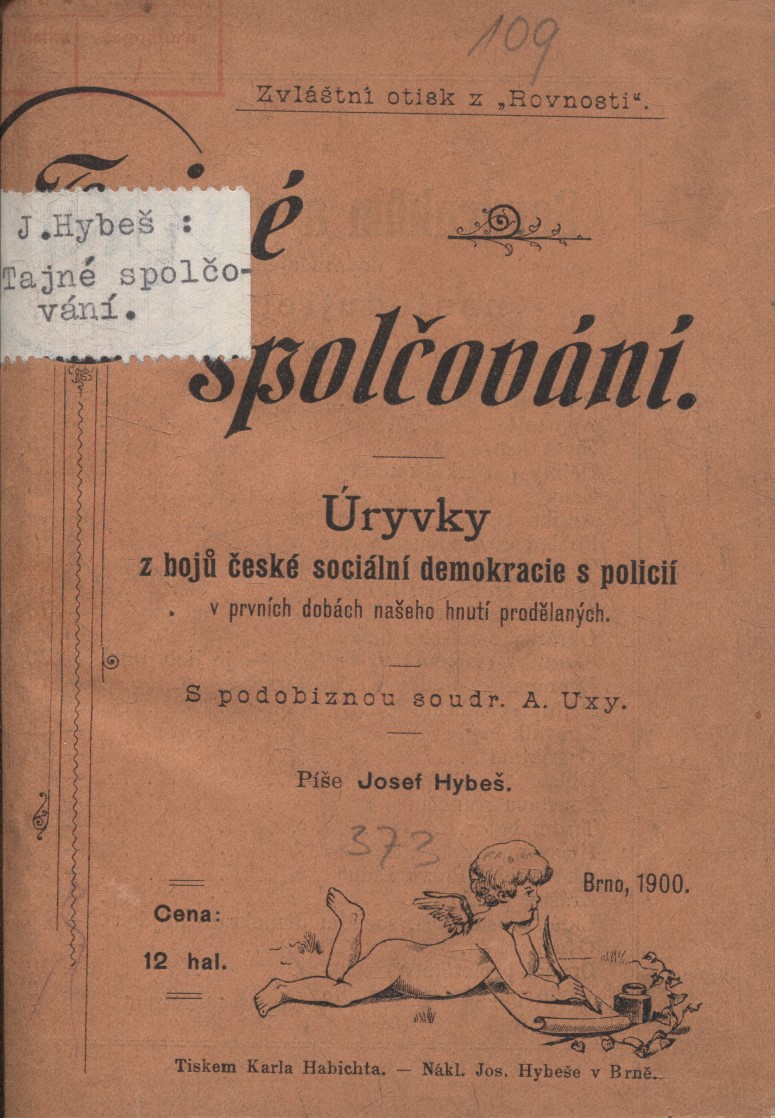 109
Zvláštní otisk z „Rovnosti“.
J.Hybeš :
Tajné spolčo-
vání.
é
spolčování.
Úryvky
z bojů české sociální demokracie s policií
v prvních dobách našeho hnutí prodělaných.
S podobiznou soudr. A. Uxy.
Píše Josef Hybeš.
373
Brno, 1900.
Cena:
12 hal.
Tiskem Karla Habichta. — Nákl. Jos. Hybeše v Brně.